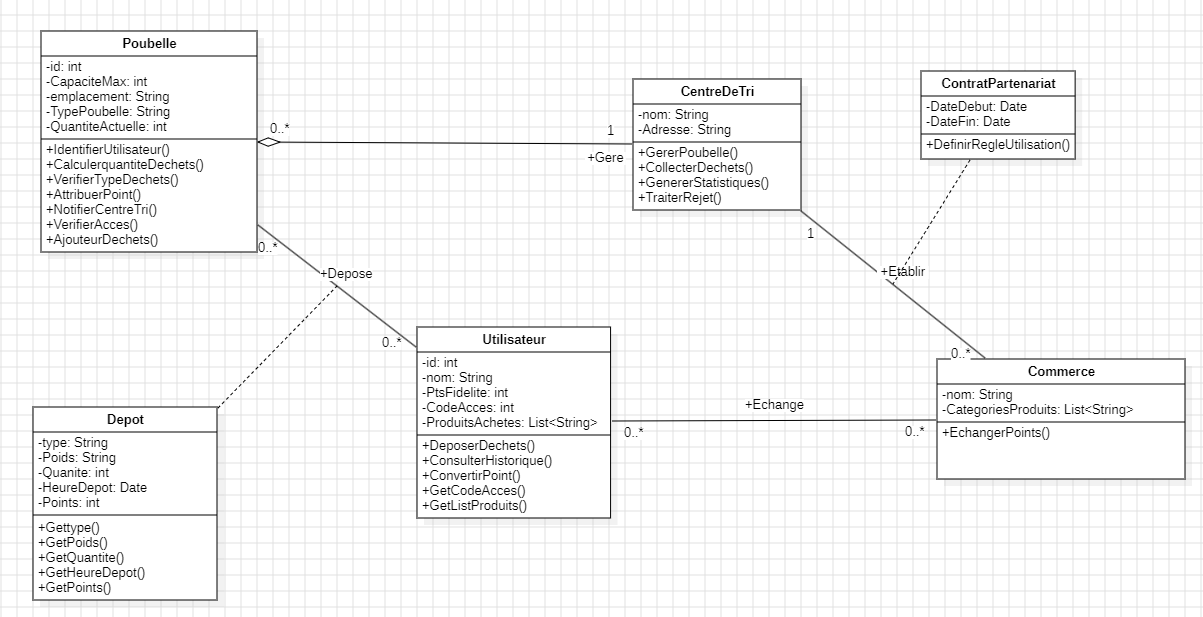 Poubelle
-id: int
-CapaciteMax: int
-emplacement: String
-TypePoubelle: String
-QuantiteActuelle: int
+IdentifierUtilisateur()
+CalculerquantiteDechets()
+VerifierTypeDechets()
+AttribuerPoint()
+NotifierCentreTri()
+VerifierAcces()
+AjouteurDechets()
0..*
1
+Gere
CentreDeTri
-nom: String
-Adresse: String
+GererPoubelle()
+CollecterDechets()
+GenererStatistiques()
+TraiterRejet()
ContratPartenariat
-DateDebut: Date
-DateFin: Date
+DefinirRegleUtilisation()
1
+Etablir
0..*
0..*
+Depose
0..*
Utilisateur
-id: int
-nom: String
-PtsFidelite: int
-CodeAcces: int
-ProduitsAchetes: List<String>
+DeposerDechets()
+ConsulterHistorique()
+ConvertirPoint()
+GetCodeAcces()
+GetListProduits()
+Echange
0..*
0..*
Commerce
-nom: String
-CategoriesProduits: List<String>
+EchangerPoints()
Depot
-type: String
-Poids: String
-Quanite: int
-HeureDepot: Date
-Points: int
+Gettype()
+GetPoids()
+GetQuantite()
+GetHeureDepot()
+GetPoints()